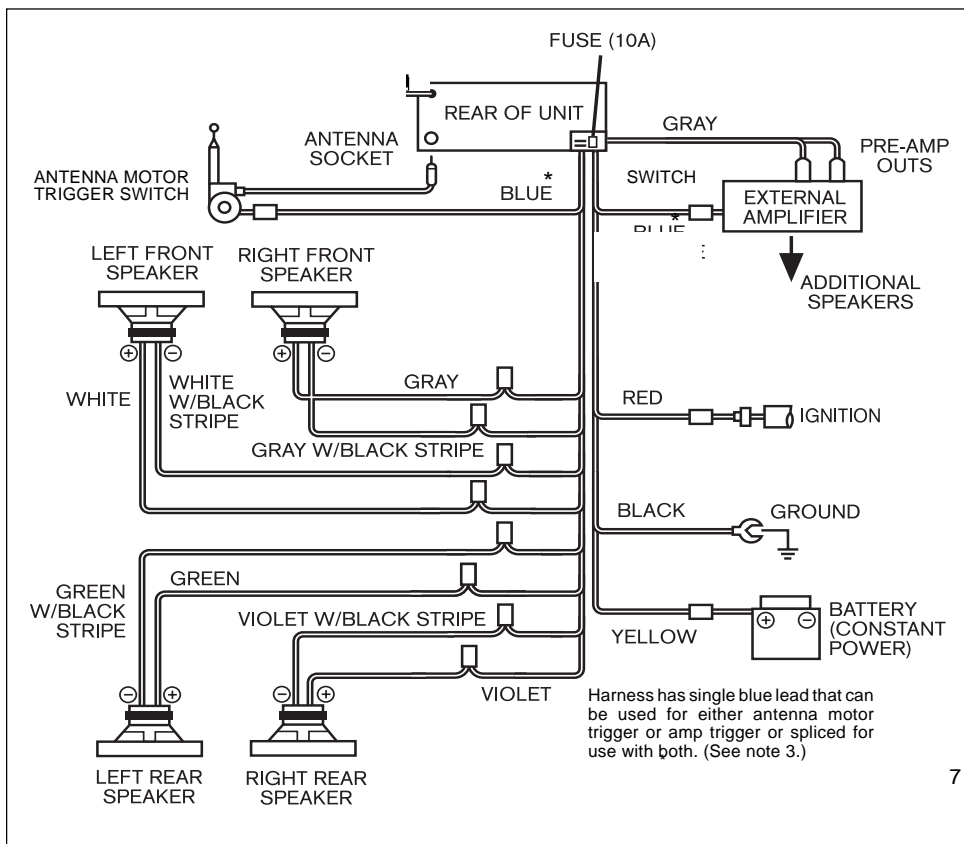 FUSE (10A)
REAR OF UNIT
GRAY
ANTENNA
SOCKET
PRE-AMP
OUTS
ANTENNA MOTOR
TRIGGER SWITCH
*
BLUE
SWITCH
EXTERNAL
AMPLIFIER
*
BLUE
LEFT FRONT
SPEAKER
RIGHT FRONT
SPEAKER
ADDITIONAL
SPEAKERS
+ −
+ −
WHITE
WHITE
W/BLACK
STRIPE
GRAY
RED
IGNITION
GRAY W/BLACK STRIPE
BLACK
GROUND
GREEN
W/BLACK
STRIPE
GREEN
VIOLET W/BLACK STRIPE
YELLOW
+ −
BATTERY
(CONSTANT
POWER)
VIOLET
− +
− +
LEFT REAR
SPEAKER
RIGHT REAR
SPEAKER
Harness has single blue lead that can
be used for either antenna motor
trigger or amp trigger or spliced for
use with both. (See note 3.)
*
7